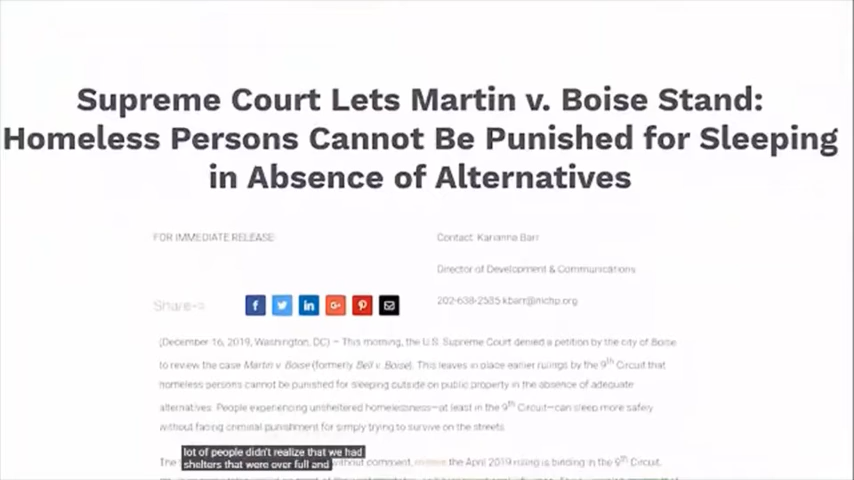 Supreme Court Lets Martin v. Boise Stand:
Homeless Persons Cannot Be Punished for Sleeping
in Absence of Alternatives
FOR IMMEDIATE RELEASE
Contact: Karianna Barr
Director of Development & Communications
Share->
202-638-2535 kbarr@nlchp.org
(December 16, 2019, Washington, DC) – This morning, the U.S. Supreme Court denied a petition by the city of Boise
to review the case Martin v. Boise (formerly Bell v. Boise). This leaves in place earlier rulings by the 9th Circuit that
homeless persons cannot be punished for sleeping outside on public property in the absence of adequate
alternatives. People experiencing unsheltered homelessness—at least in the 9th Circuit—can sleep more safely
without facing criminal punishment for simply trying to survive on the streets.
lot of people didn't realize that we had
shelters that were over full and
The without comment, the April 2019 ruling is binding in the 9th Circuit,